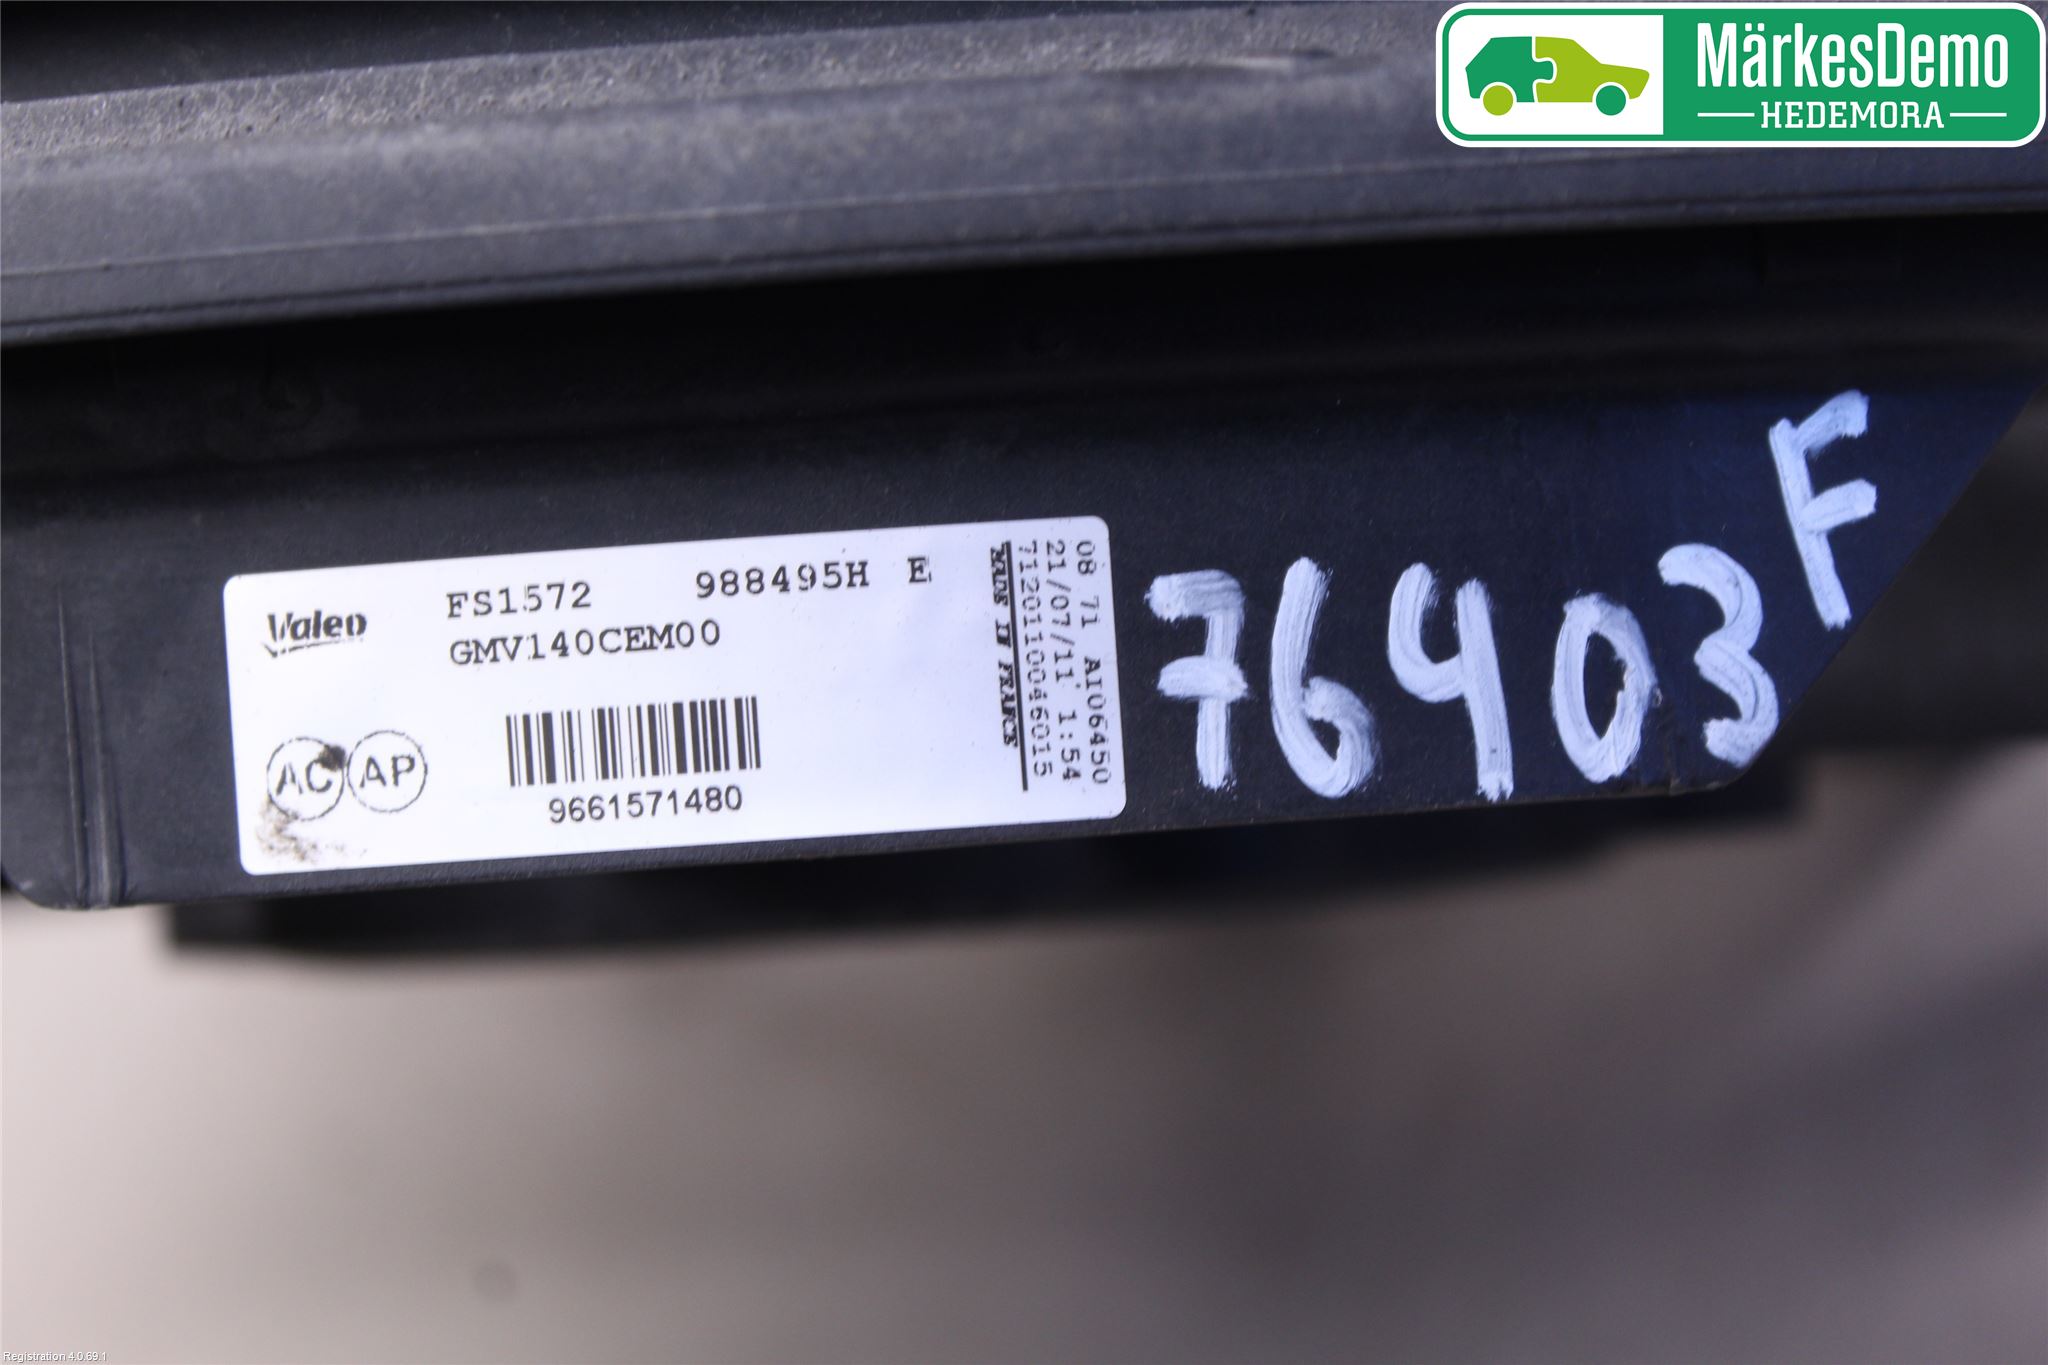 MärkesDemo
HEDEMORA
Valeo
FS1572 988495H E
GMV140CEM00
AC AP
9661571480
08 71 AI066450
21/07/11 1:54
7120110046015
MADE IN FRANCE
76403F
Registration 4.0.69.1